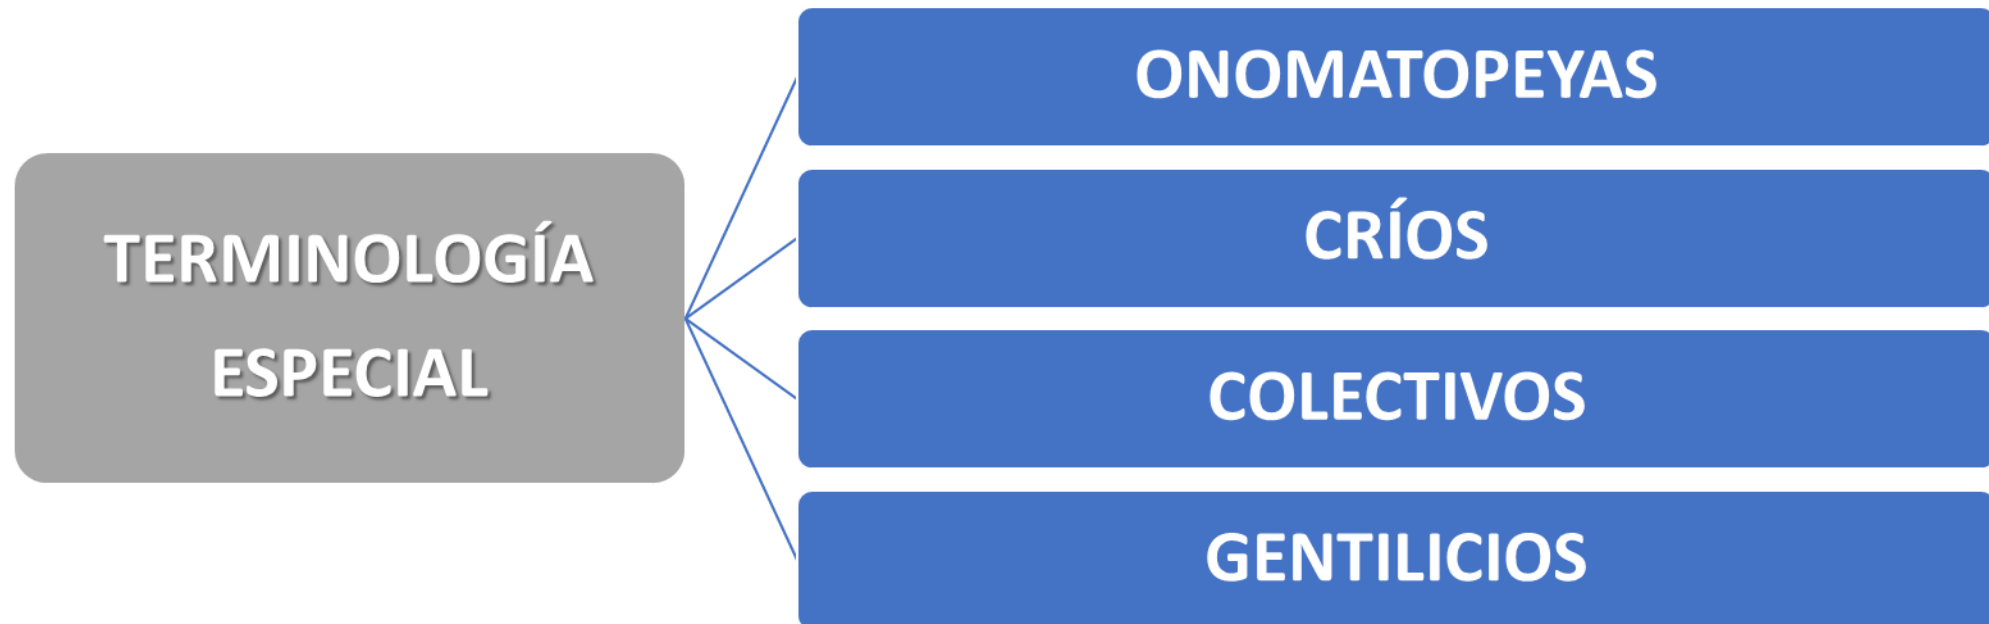 TERMINOLOGÍA
ESPECIAL
ONOMATOPEYAS
CRÍOS
COLECTIVOS
GENTILICIOS